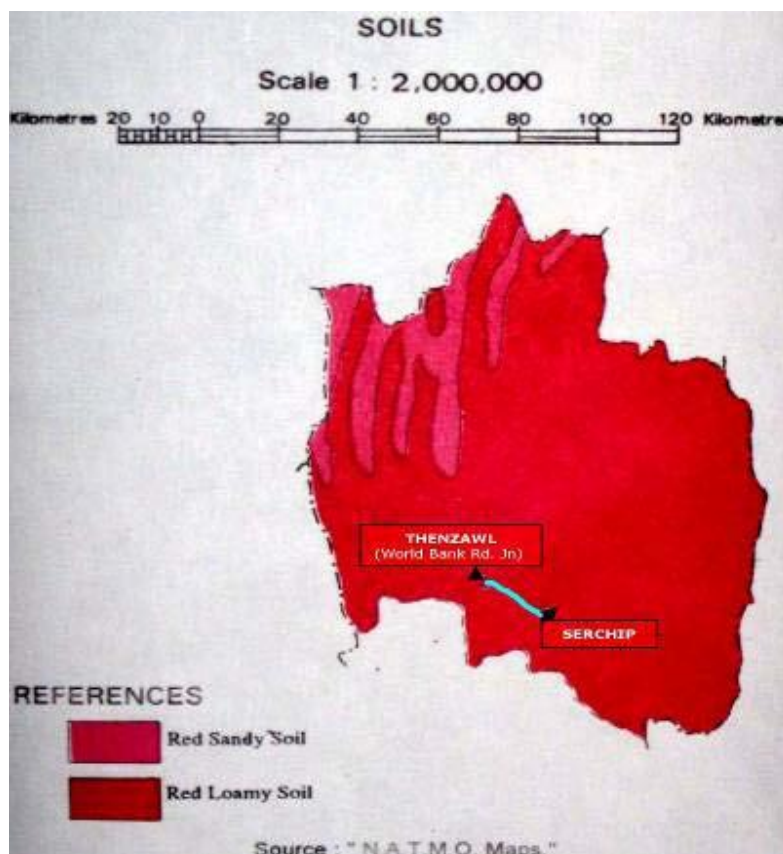 SOILS
Scale 1 : 2,000,000
Kilometres 20 10 0 20 40 60 80 100 120 Kilometre
THENZAWL
(World Bank Rd. Jn)
SERCHIP
REFERENCES
Red Sandy Soil
Red Loamy Soil
Source : "N.A.T.M.O. Maps."